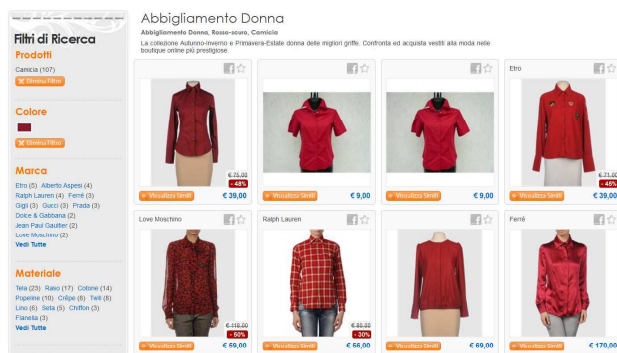 Filtri di Ricerca
Prodotti
Camicia (107)
Elimina Filtro
Colore
Elimina Filtro
Marca
Etro (5) Alberto Aspesi (4)
Ralph Lauren (4) Ferré (3)
Gigli (3) Gucci (3) Prada (3)
Dolce & Gabbana (2)
Jean Paul Gaultier (2)
Love Moschino (2)
Vedi Tutte
Materiale
Tela (23) Raso (17) Cotone (14)
Popeline (10) Crêpe (8) Twill (8)
Lino (6) Seta (5) Chiffon (3)
Flanella (3)
Vedi Tutte
Abbigliamento Donna
Abbigliamento Donna, Rosso-scuro, Camicia
La collezione Autunno-Inverno e Primavera-Estate donna delle migliori griffe. Confronta ed acquista vestiti alla moda nelle
boutique online più prestigiose.
€ 75,00
- 48%
Visualizza Simili
€ 39,00
Visualizza Simili
€ 9,00
Visualizza Simili
€ 9,00
Etro
€ 71,00
- 45%
Visualizza Simili
€ 39,00
Love Moschino
€ 118,00
- 50%
Visualizza Simili
€ 59,00
Ralph Lauren
- 30%
Visualizza Simili
€ 66,00
Visualizza Simili
€ 69,00
Ferré
Visualizza Simili
€ 170,00